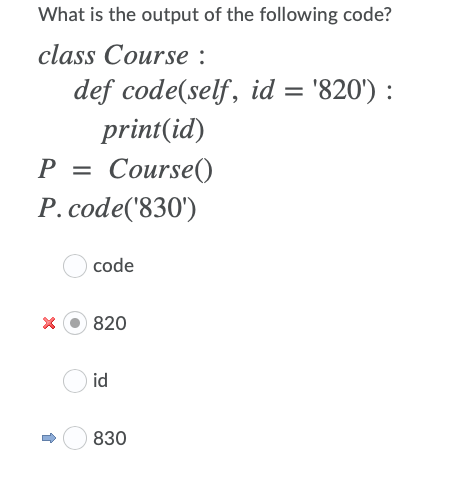 What is the output of the following code?
class Course :
def code(self, id = '820') :
print(id)
P = Course()
P. code('830')
code
820
id
830